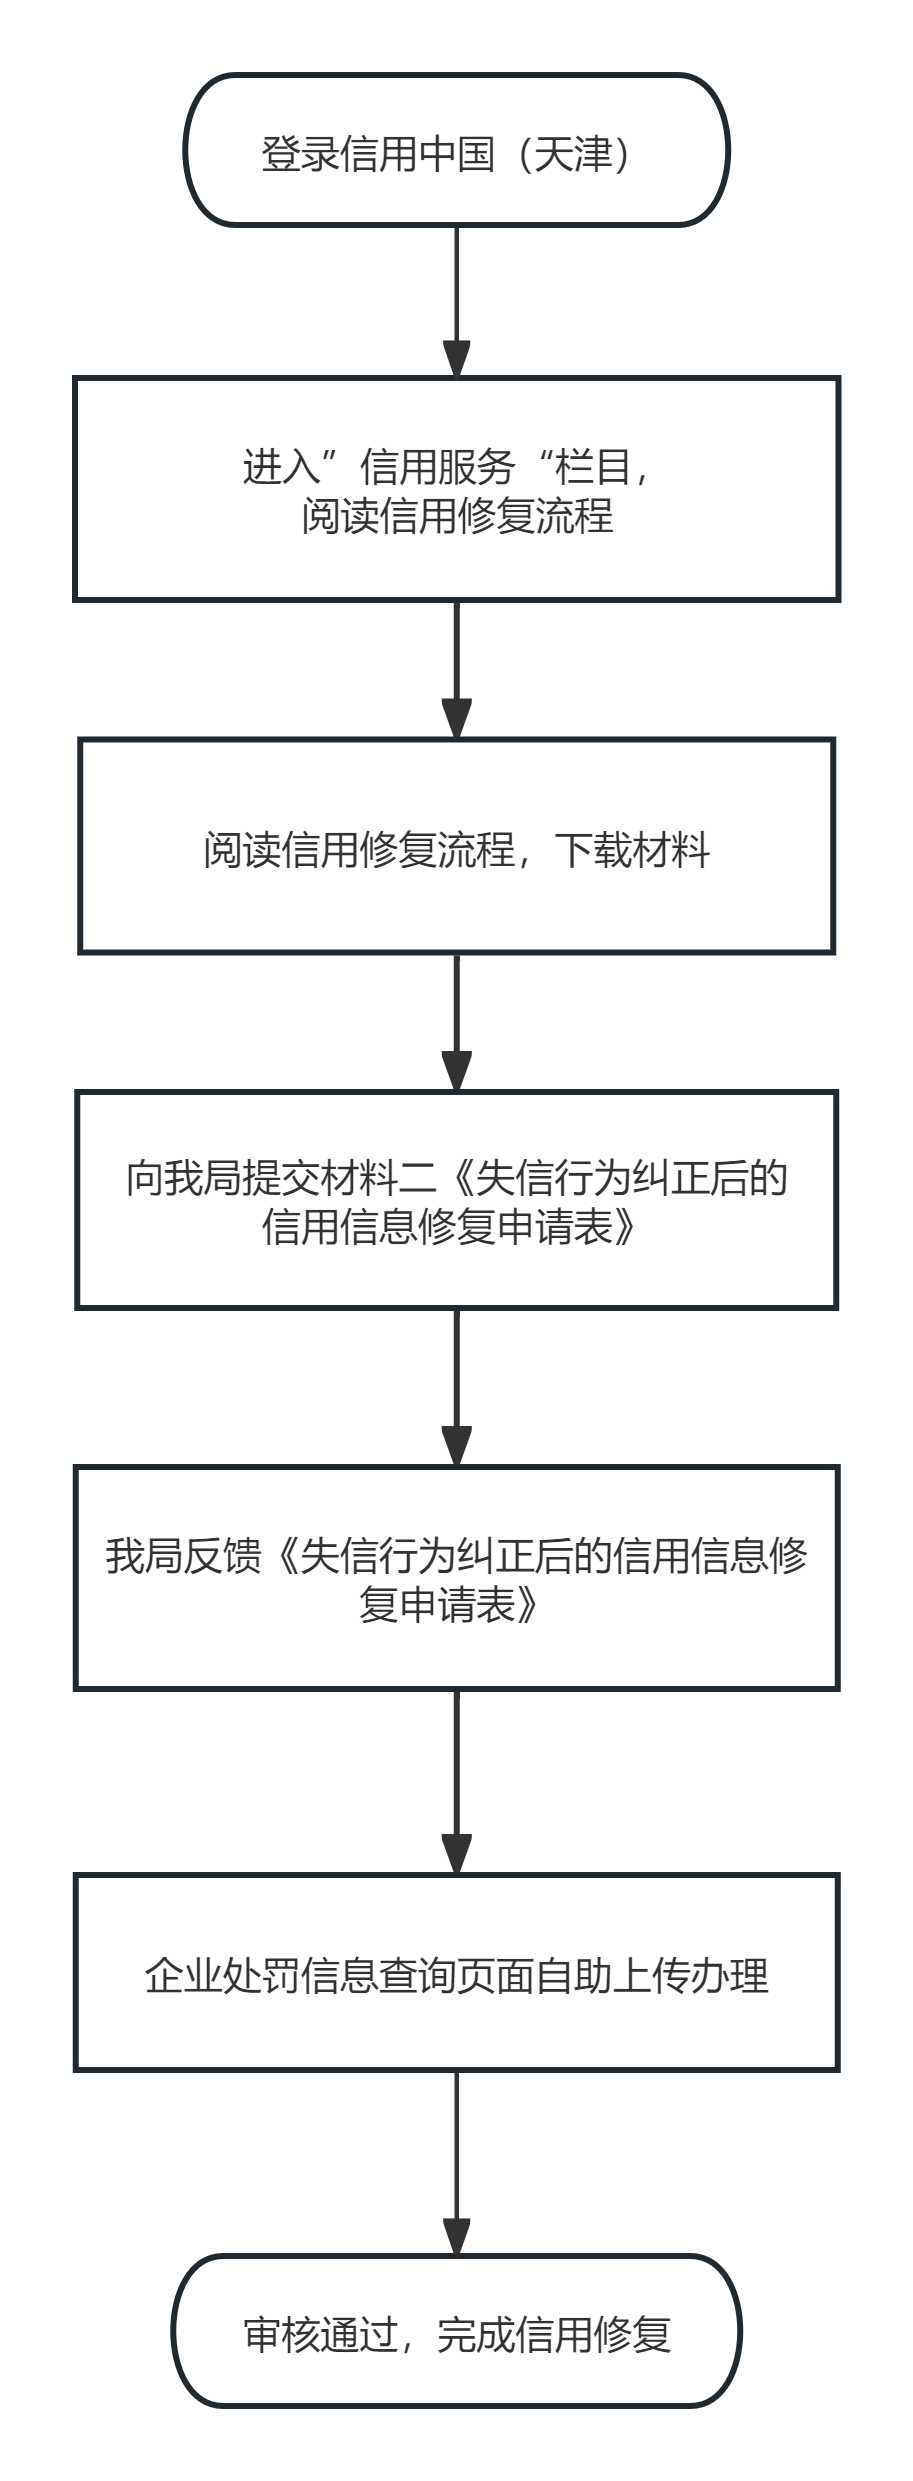 登录信用中国（天津）
进入”信用服务“栏目，
阅读信用修复流程
阅读信用修复流程，下载材料
向我局提交材料二《失信行为纠正后的
信用信息修复申请表》
我局反馈《失信行为纠正后的信用信息修
复申请表》
企业处罚信息查询页面自助上传办理
审核通过，完成信用修复